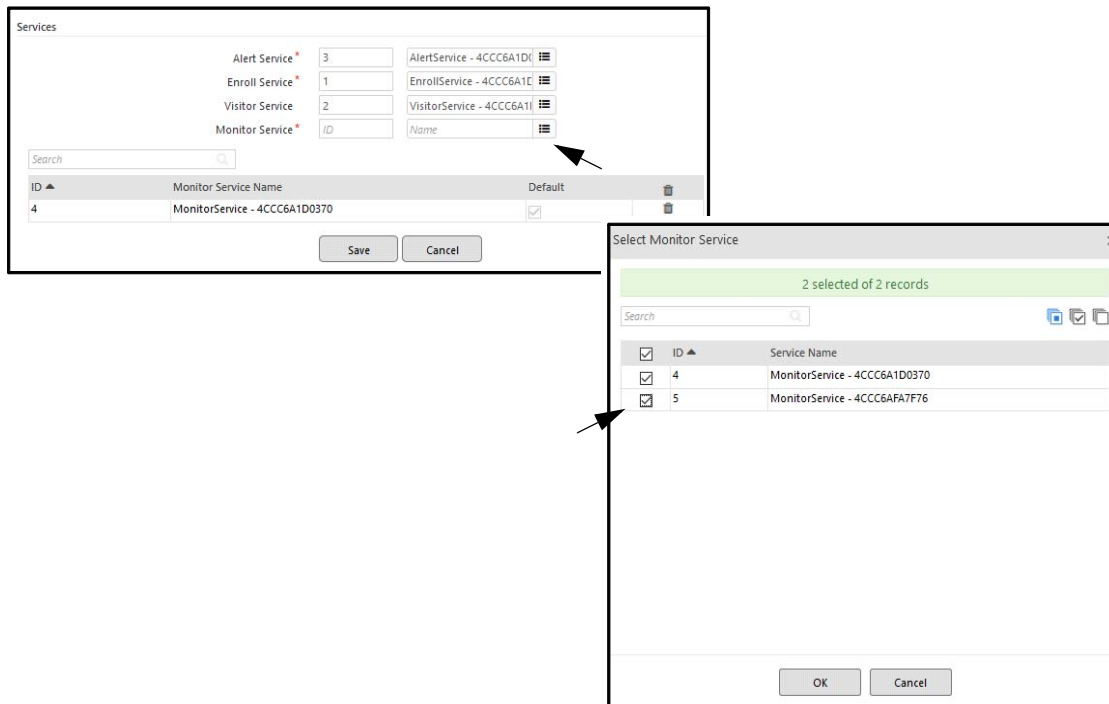 Services
Alert Service* 3 AlertService - 4CCC6A1D(
Enroll Service* 1 EnrollService - 4CCC6A1E
Visitor Service 2 VisitorService - 4CCC6A1I
Monitor Service* ID Name
Search
ID Monitor Service Name Default
4 MonitorService - 4CCC6A1D0370
Save Cancel
Select Monitor Service
2 selected of 2 records
Search
ID Service Name
4 MonitorService - 4CCC6A1D0370
5 MonitorService - 4CCC6AFA7F76
OK Cancel